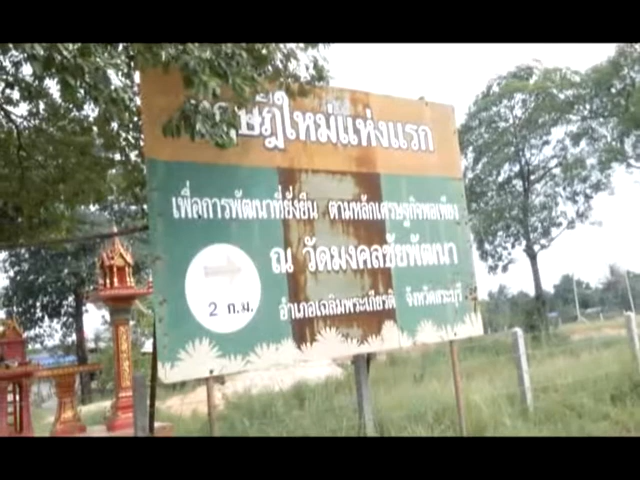 ใหม่แห่งแรก
เพื่อการพัฒนาที่ยั่งยืน ตามหลักเศรษฐกิจพอเพียง
ณ วัดมงคลชัยพัฒนา
2 ก.ม.
อำเภอเฉลิมพระเกียรติ จังหวัดสระบุรี